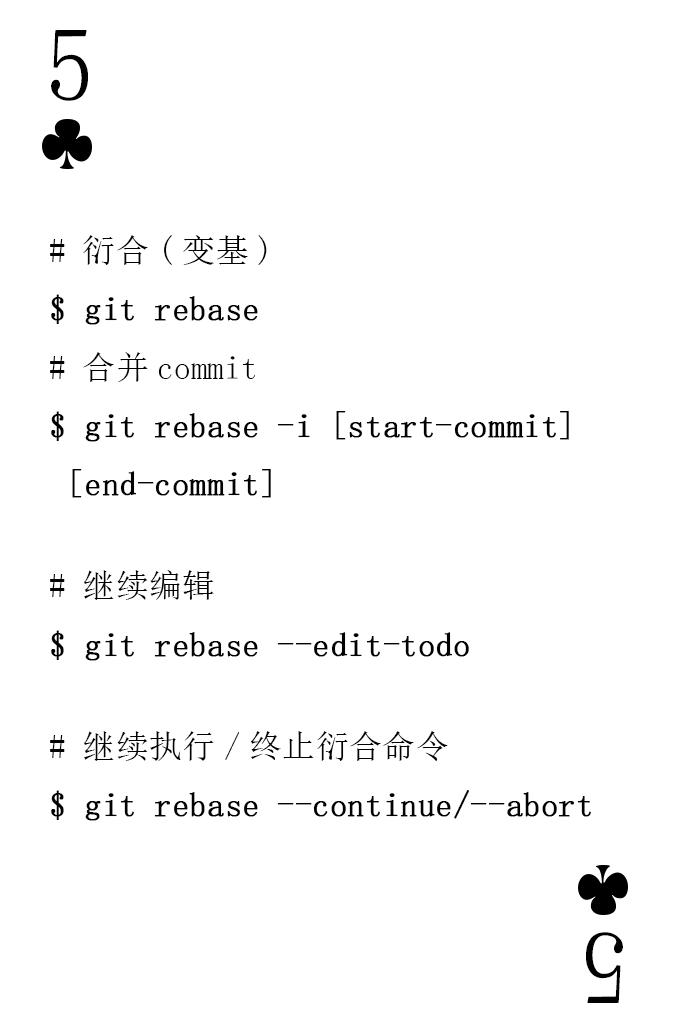 5
# 衍合（变基）
$ git rebase
# 合并 commit
$ git rebase -i [start-commit]
[end-commit]
# 继续编辑
$ git rebase --edit-todo
# 继续执行 / 终止衍合命令
$ git rebase --continue/--abort
5